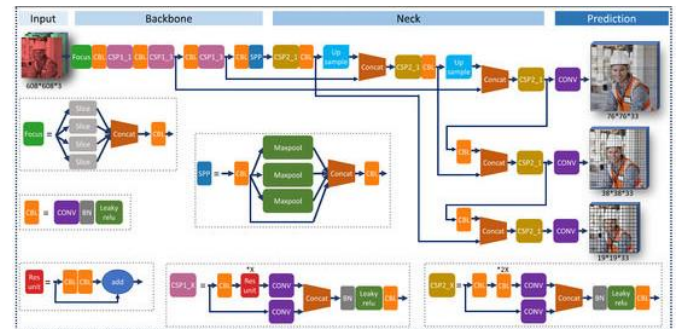 Input
Backbone
Neck
Prediction
Focus CBL CSP1_1 CBL CSP1_3 CBL CSP1_3 CBL SPP CSP2_1 CBL Up sample Concat CSP2_1 CBL Up sample Concat CSP2_1 CONV
608*608*3
76*76*33
Focus = Slice Slice Slice Slice Concat CBL
SPP = CBL Maxpool Maxpool Maxpool Concat CBL
CBL Concat CSP2_1 CONV
38*38*33
CBL = CONV BN Leaky relu
CBL Concat CSP2_1 CONV
19*19*33
Res unit = CBL CBL add
CSP1_X = CBL *X Res unit CONV CONV Concat BN Leaky relu CBL
CSP2_X = CBL *2X CBL CONV CONV Concat BN Leaky relu CBL